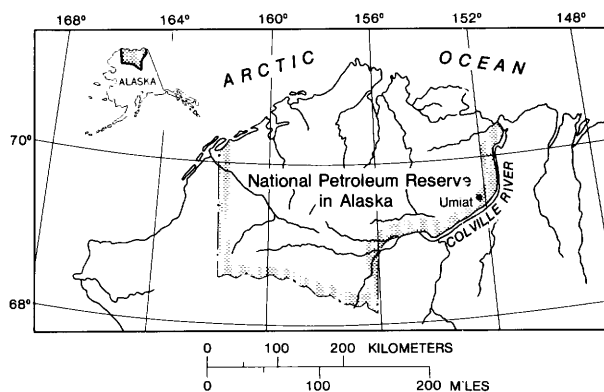 168°
164°
160°
156°
152°
148°
ARCTIC OCEAN
ALASKA
70°
National Petroleum Reserve
in Alaska
Umiat
COLVILLE RIVER
68°
0 100 200 KILOMETERS
0 100 200 MILES